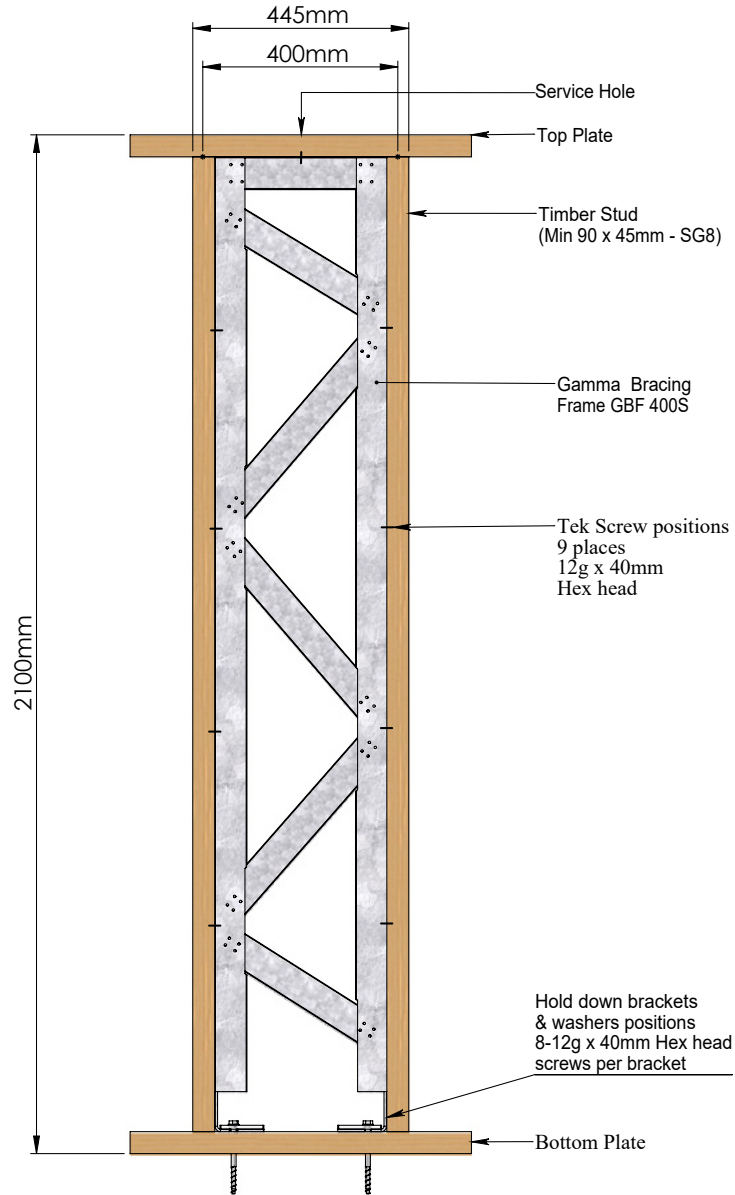 445mm
400mm
Service Hole
Top Plate
Timber Stud
(Min 90 x 45mm - SG8)
Gamma Bracing
Frame GBF 400S
Tek Screw positions
9 places
12g x 40mm
Hex head
2100mm
Hold down brackets
& washers positions
8-12g x 40mm Hex head
screws per bracket
Bottom Plate